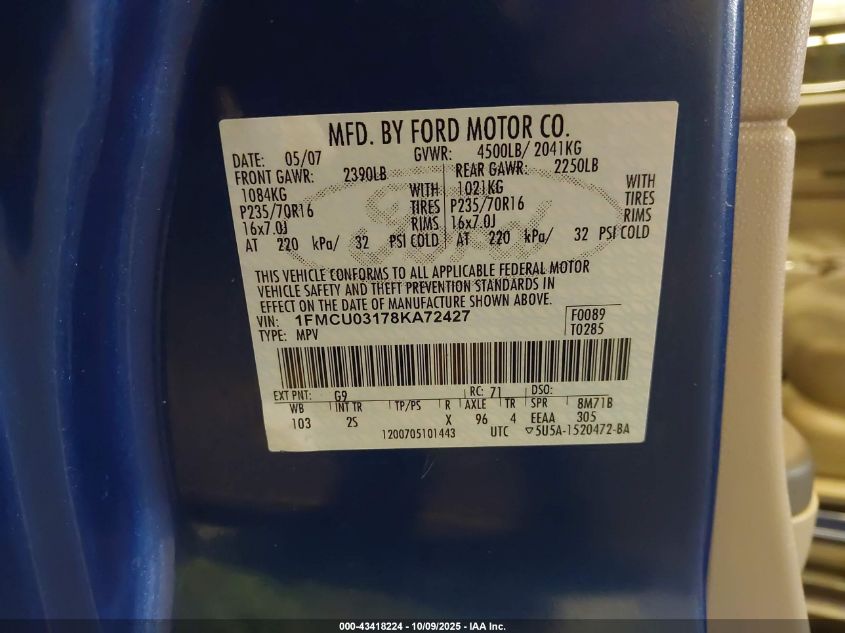 MFD. BY FORD MOTOR CO.
DATE: 05/07 GVWR: 4500LB/ 2041KG
FRONT GAWR: 2390LB REAR GAWR: 2250LB
1084KG WITH 1021KG WITH
P235/70R16 TIRES P235/70R16 TIRES
16x7.0J RIMS 16x7.0J RIMS
AT 220 kPa/ 32 PSI COLD AT 220 kPa/ 32 PSI COLD
Ford
THIS VEHICLE CONFORMS TO ALL APPLICABLE FEDERAL MOTOR
VEHICLE SAFETY AND THEFT PREVENTION STANDARDS IN
EFFECT ON THE DATE OF MANUFACTURE SHOWN ABOVE.
VIN: 1FMCU03178KA72427 F0089
TYPE: MPV T0285
EXT PNT: G9 RC: 71 DSO:
WB INT TR TP/PS R AXLE TR SPR 8M71B
103 2S X 96 4 EEAA 305
1200705101443 UTC ▽5U5A-1520472-BA
000-43418224 | 10/09/2025 | IAA Inc.